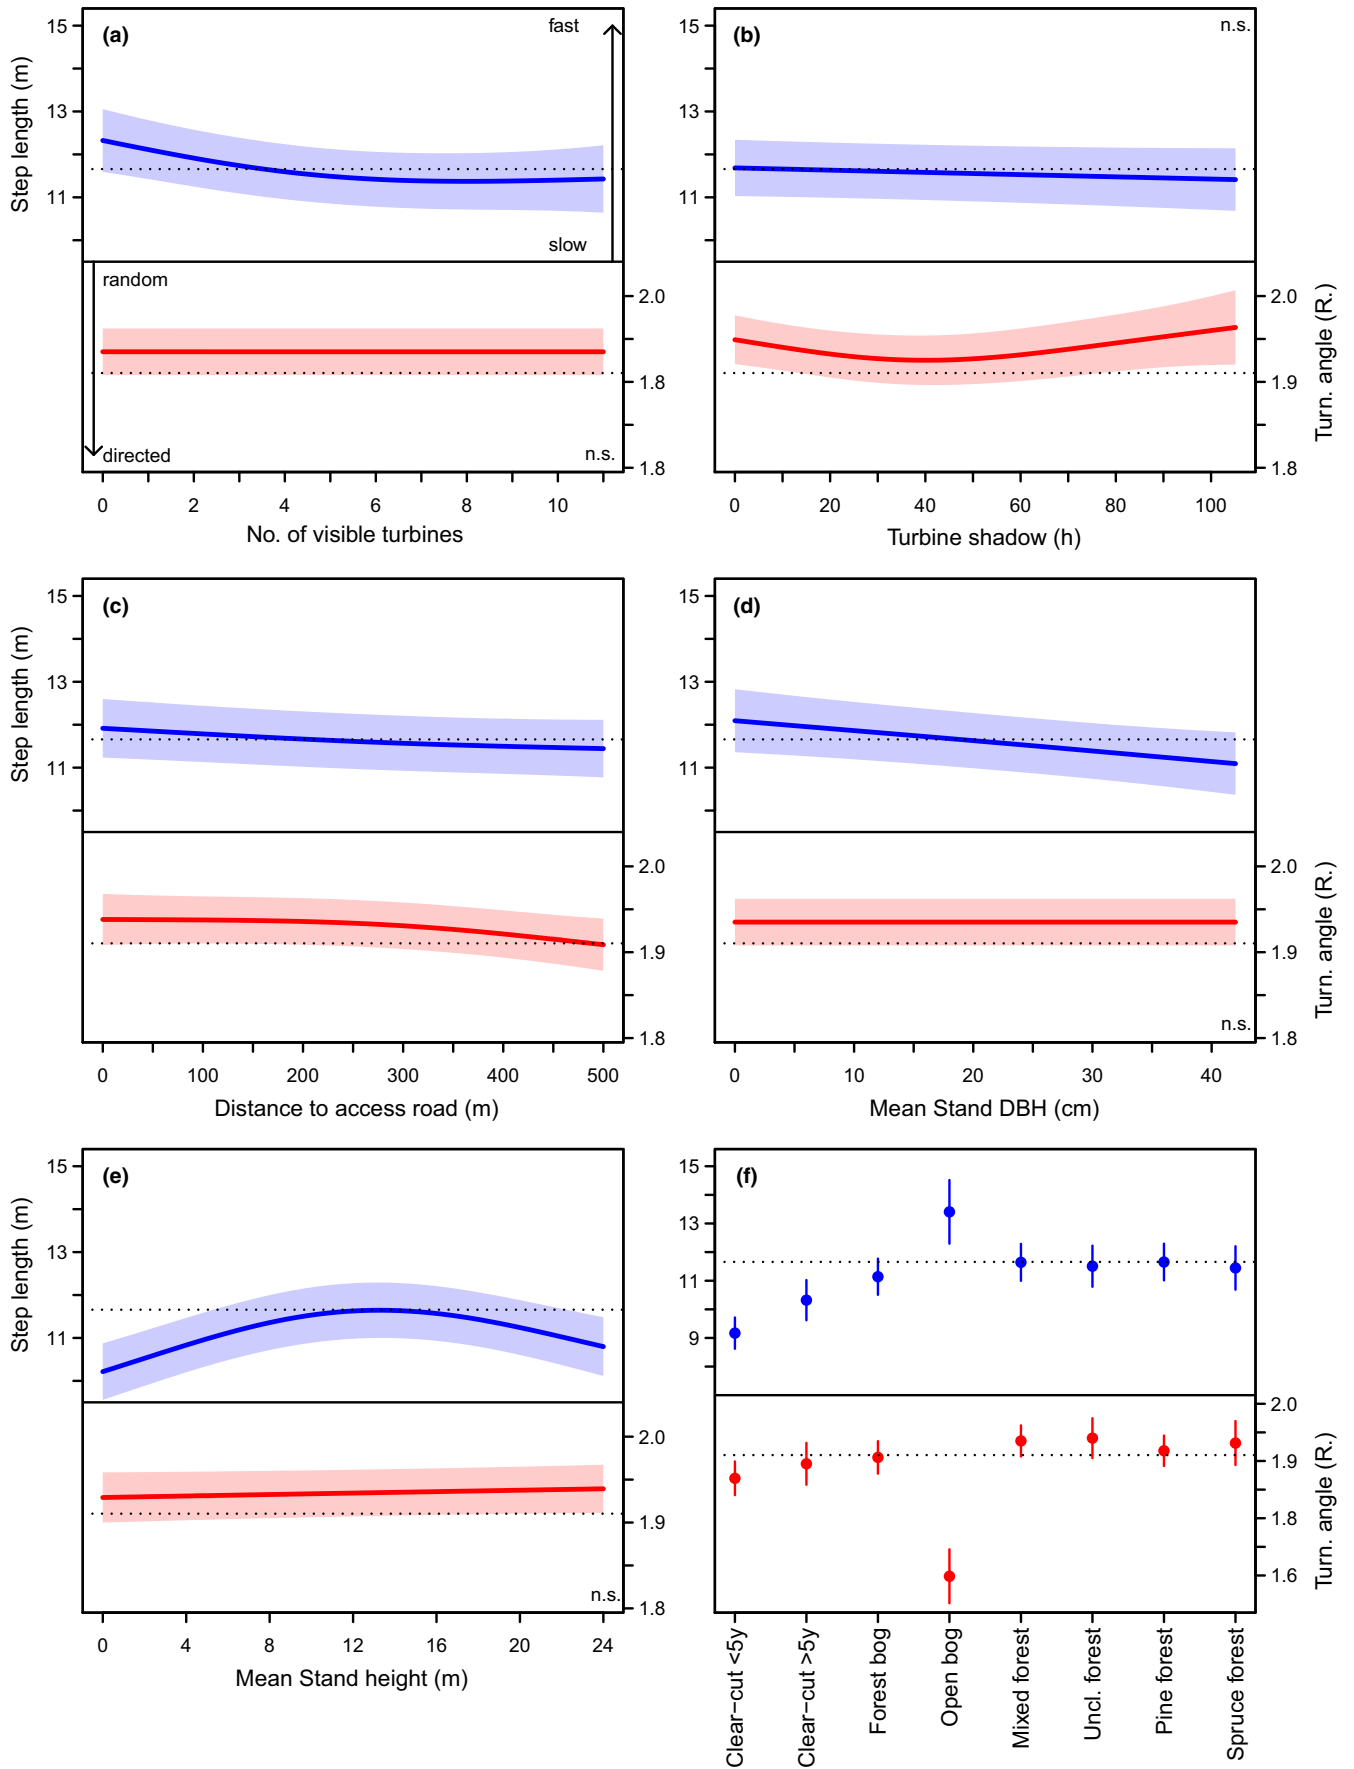 (a)
fast
slow
random
directed
n.s.
Step length (m)
15
13
11
2.0
1.8
1.8
0 2 4 6 8 10
No. of visible turbines
(b)
n.s.
2.0
1.9
1.8
Turn. angle (R.)
0 20 40 60 80 100
Turbine shadow (h)
(c)
Step length (m)
15
13
11
2.0
1.9
1.8
0 100 200 300 400 500
Distance to access road (m)
(d)
n.s.
2.0
1.9
1.8
Turn. angle (R.)
0 10 20 30 40
Mean Stand DBH (cm)
(e)
Step length (m)
15
13
11
2.0
1.9
1.8
n.s.
0 4 8 12 16 20 24
Mean Stand height (m)
(f)
15
13
11
9
2.0
1.9
1.8
1.6
Turn. angle (R.)
Clear−cut <5y
Clear−cut >5y
Forest bog
Open bog
Mixed forest
Uncl. forest
Pine forest
Spruce forest